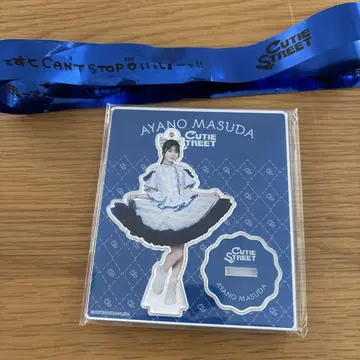 CAN'T STOP
CUTIE
STREET
AYANO MASUDA
CUTIE
STREET
CUTIE
STREET
AYANO MASUDA